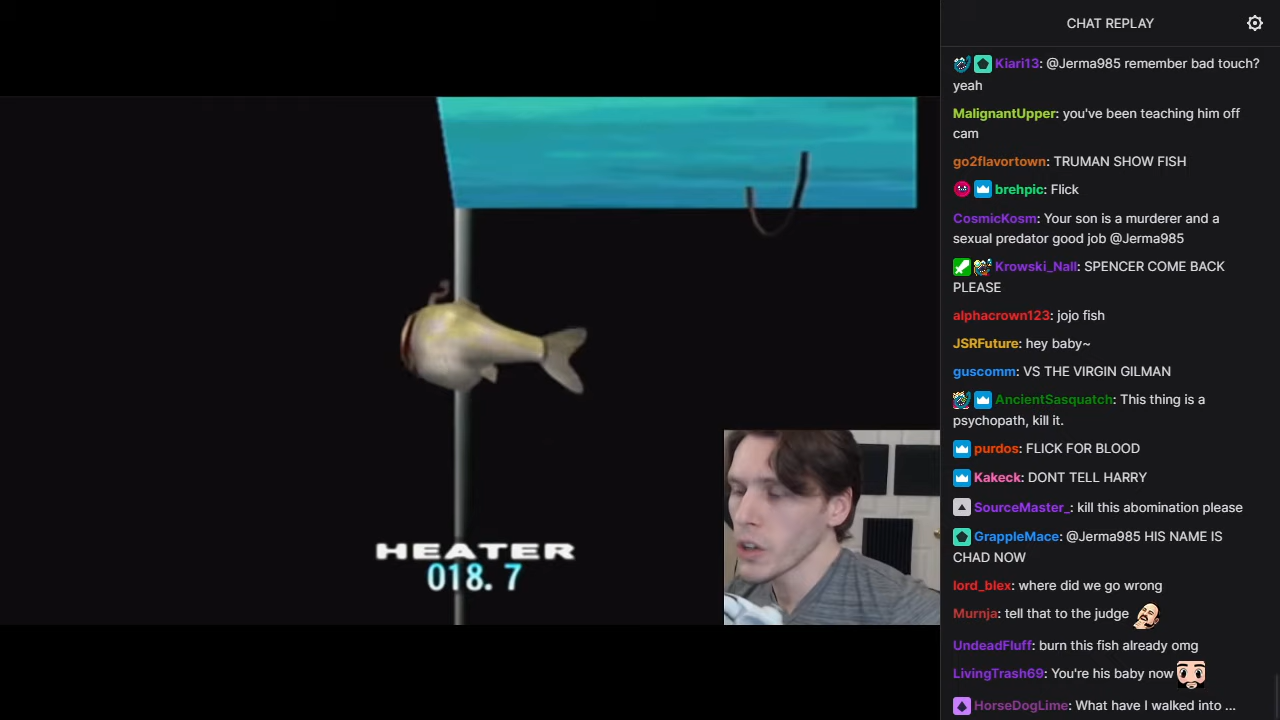 CHAT REPLAY
Kiari13: @Jerma985 remember bad touch?
yeah
MalignantUpper: you've been teaching him off
cam
go2flavortown: TRUMAN SHOW FISH
brehpic: Flick
CosmicKosm: Your son is a murderer and a
sexual predator good job @Jerma985
Krowski_Nall: SPENCER COME BACK
PLEASE
alphacrown123: jojo fish
JSRFuture: hey baby~
guscomm: VS THE VIRGIN GILMAN
AncientSasquatch: This thing is a
psychopath, kill it.
purdos: FLICK FOR BLOOD
Kakeck: DONT TELL HARRY
SourceMaster_: kill this abomination please
GrappleMace: @Jerma985 HIS NAME IS
CHAD NOW
lord_blex: where did we go wrong
Murnja: tell that to the judge
UndeadFluff: burn this fish already omg
LivingTrash69: You're his baby now
HorseDogLime: What have I walked into ...
HEATER
018. 7